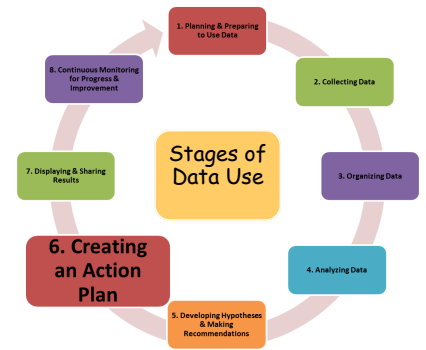 1. Planning & Preparing
to Use Data
2. Collecting Data
3. Organizing Data
4. Analyzing Data
5. Developing Hypotheses
& Making
Recommendations
6. Creating
an Action
Plan
7. Displaying & Sharing
Results
8. Continuous Monitoring
for Progress &
Improvement
Stages of
Data Use